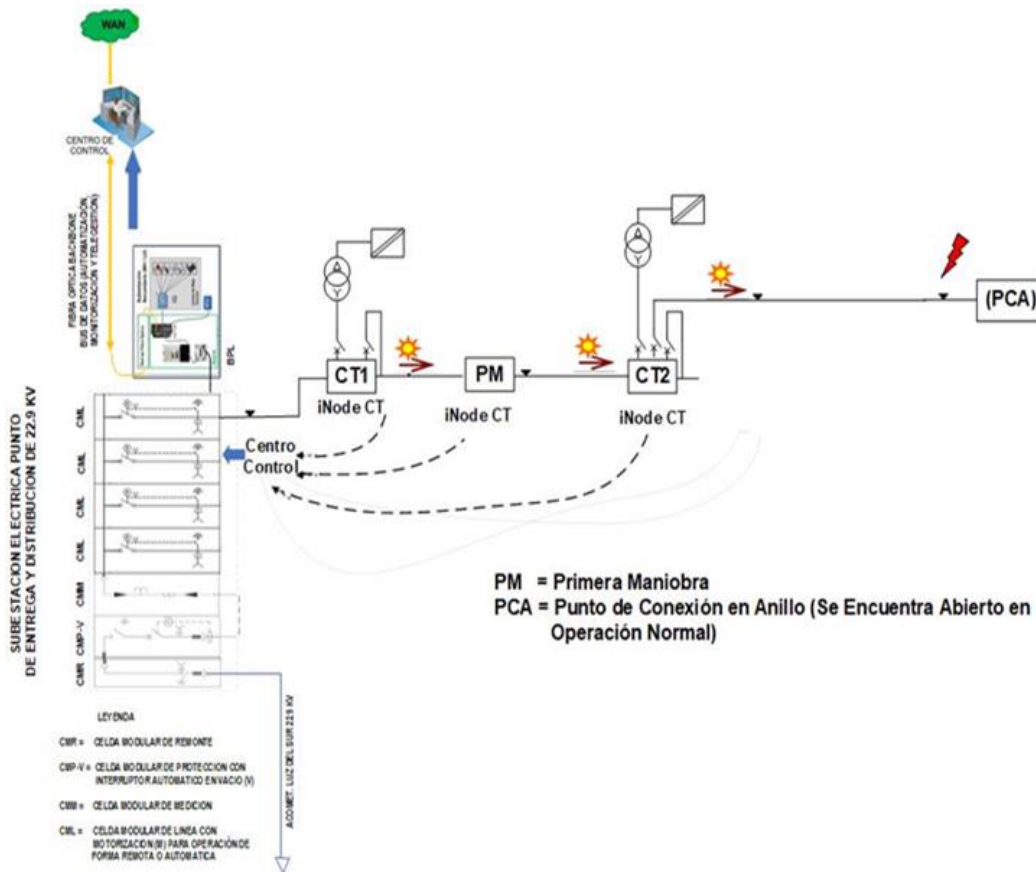 WAN
CENTRO DE
CONTROL
FIBRA OPTICA BACKBONE
BUS DE DATOS (AUTOMATIZACIÓN,
MONITORIZACIÓN Y TELEGESTION)
BPL
CT1
iNode CT
PM
iNode CT
CT2
iNode CT
(PCA)
Centro
Control
SUBESTACION ELECTRICA PUNTO
DE ENTREGA Y DISTRIBUCION DE 22.9 KV
CML
CML
CML
CML
CMM
CMP-V
CMR
PM = Primera Maniobra
PCA = Punto de Conexión en Anillo (Se Encuentra Abierto en
Operación Normal)
ACOMET. LUZ DEL SUR 22.9 KV
LEYENDA
CMR = CELDA MODULAR DE REMONTE
CMP-V = CELDA MODULAR DE PROTECCION CON
INTERRUPTOR AUTOMATICO EN VACIO (V)
CMM = CELDA MODULAR DE MEDICION
CML = CELDA MODULAR DE LINEA CON
MOTORIZACION (M) PARA OPERACIÓN DE
FORMA REMOTA O AUTOMATICA